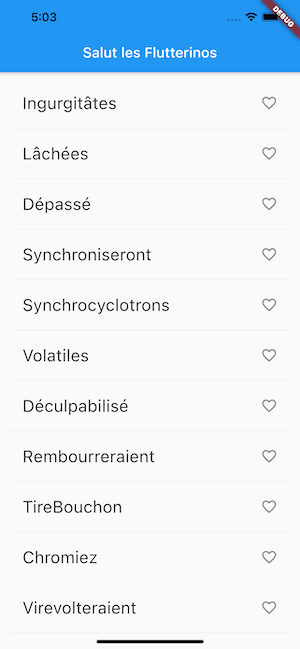 5:03
DEBUG
Salut les Flutterinos
Ingurgitâtes
Lâchées
Dépassé
Synchroniseront
Synchrocyclotrons
Volatiles
Déculpabilisé
Rembourreraient
TireBouchon
Chromiez
Virevolteraient